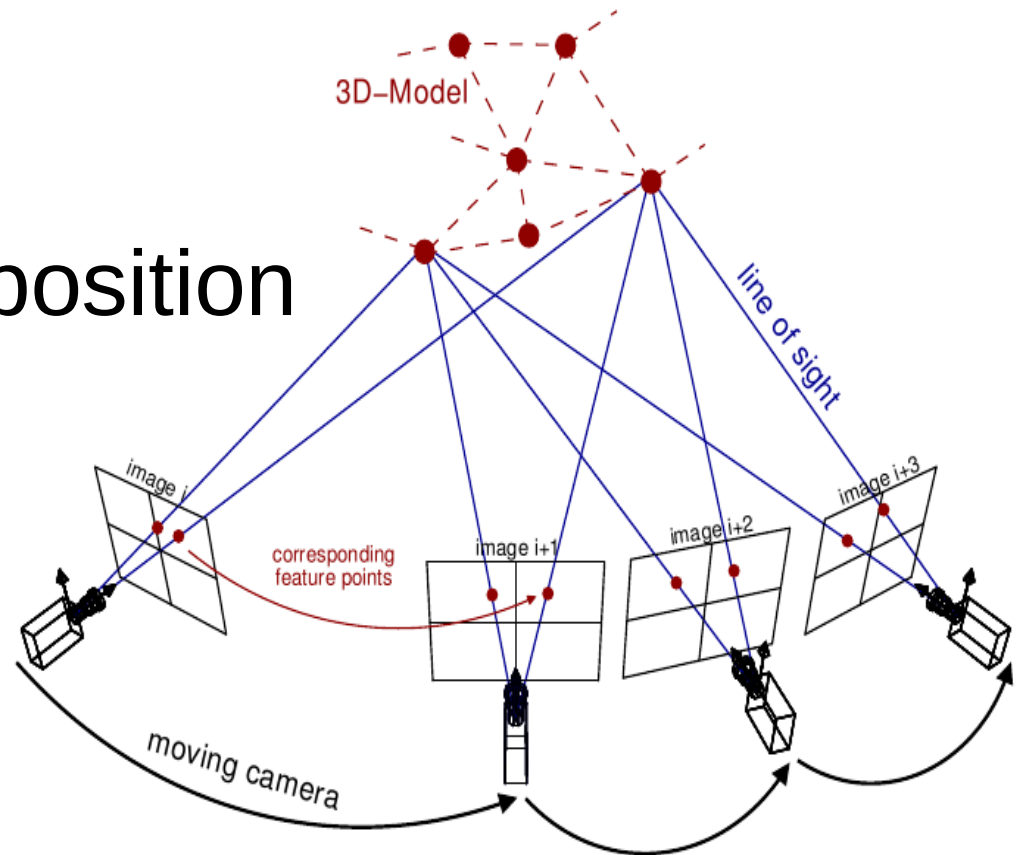 3D–Model
position
line of sight
image i
image i+1
image i+2
image i+3
corresponding
feature points
moving camera